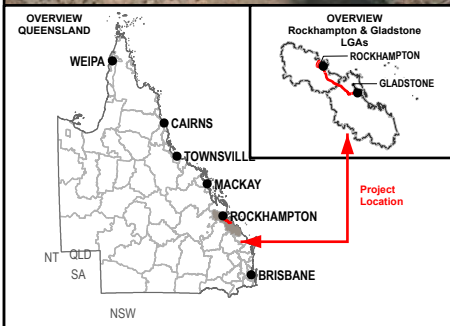 OVERVIEW
QUEENSLAND
WEIPA
CAIRNS
TOWNSVILLE
MACKAY
ROCKHAMPTON
BRISBANE
NT
QLD
SA
NSW
OVERVIEW
Rockhampton & Gladstone
LGAs
ROCKHAMPTON
GLADSTONE
Project
Location